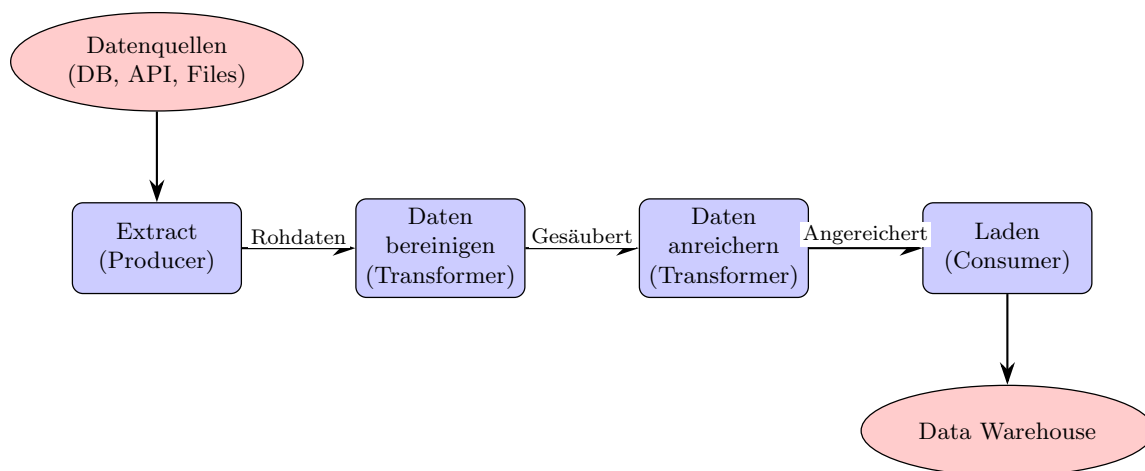 Datenquellen
(DB, API, Files)
Extract
(Producer)
Rohdaten
Daten
bereinigen
(Transformer)
Gesäubert
Daten
anreichern
(Transformer)
Angereichert
Laden
(Consumer)
Data Warehouse